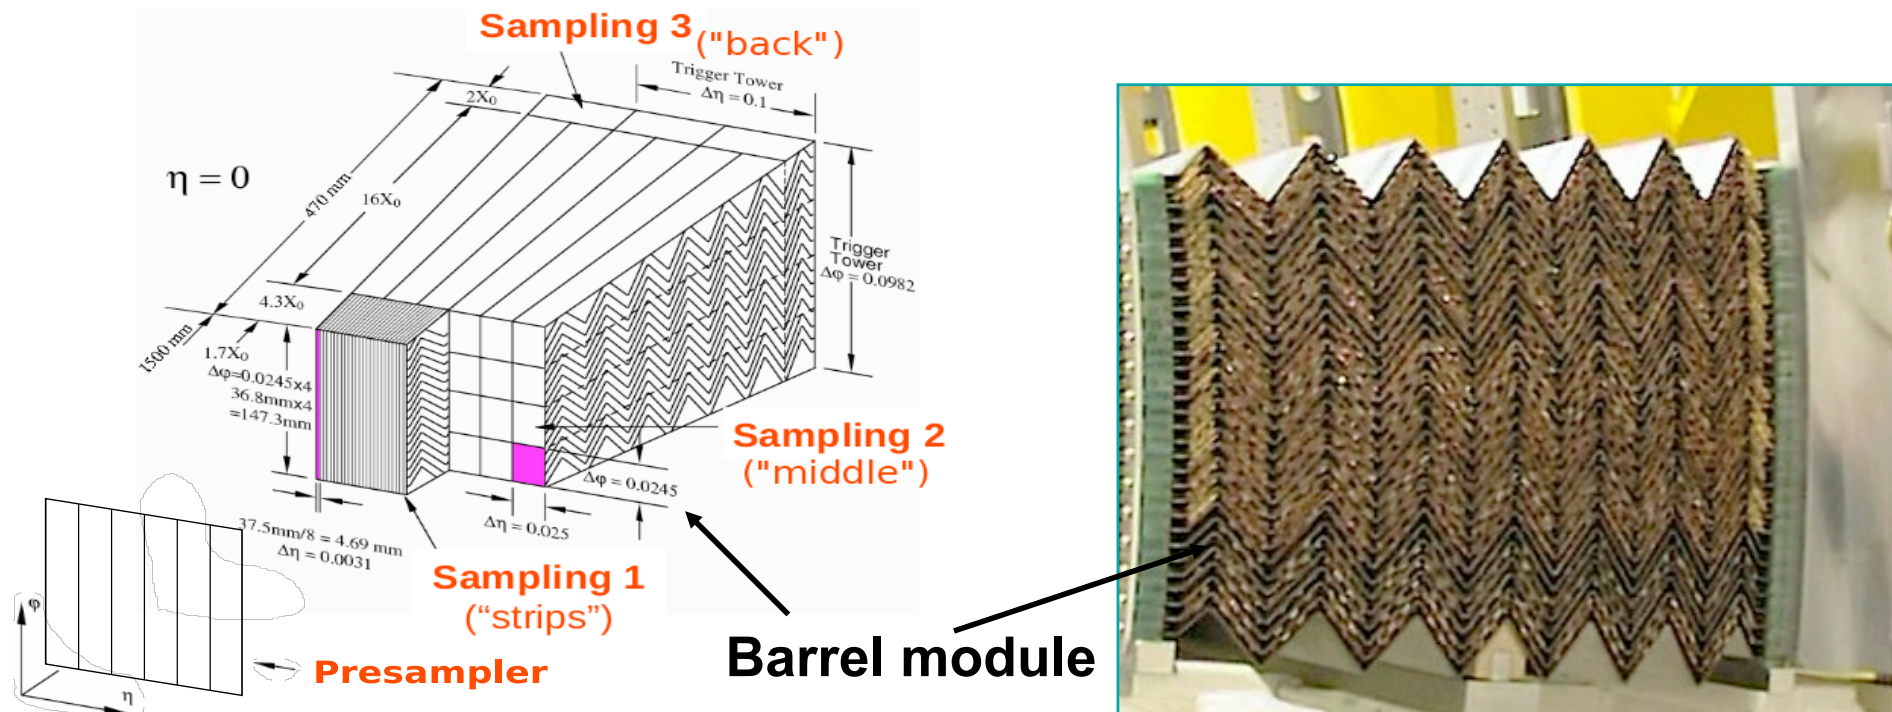 Sampling 3
("back")
Trigger Tower
Δη = 0.1
2X₀
η = 0
470 mm
16X₀
Trigger
Tower
Δφ = 0.0982
4.3X₀
1500 mm
1.7X₀
Δφ=0.0245x4
36.8mmx4
=147.3mm
Sampling 2
("middle")
Δφ = 0.0245
Δη = 0.025
37.5mm/8 = 4.69 mm
Δη = 0.0031
Sampling 1
(“strips”)
φ
Barrel module
Presampler
η